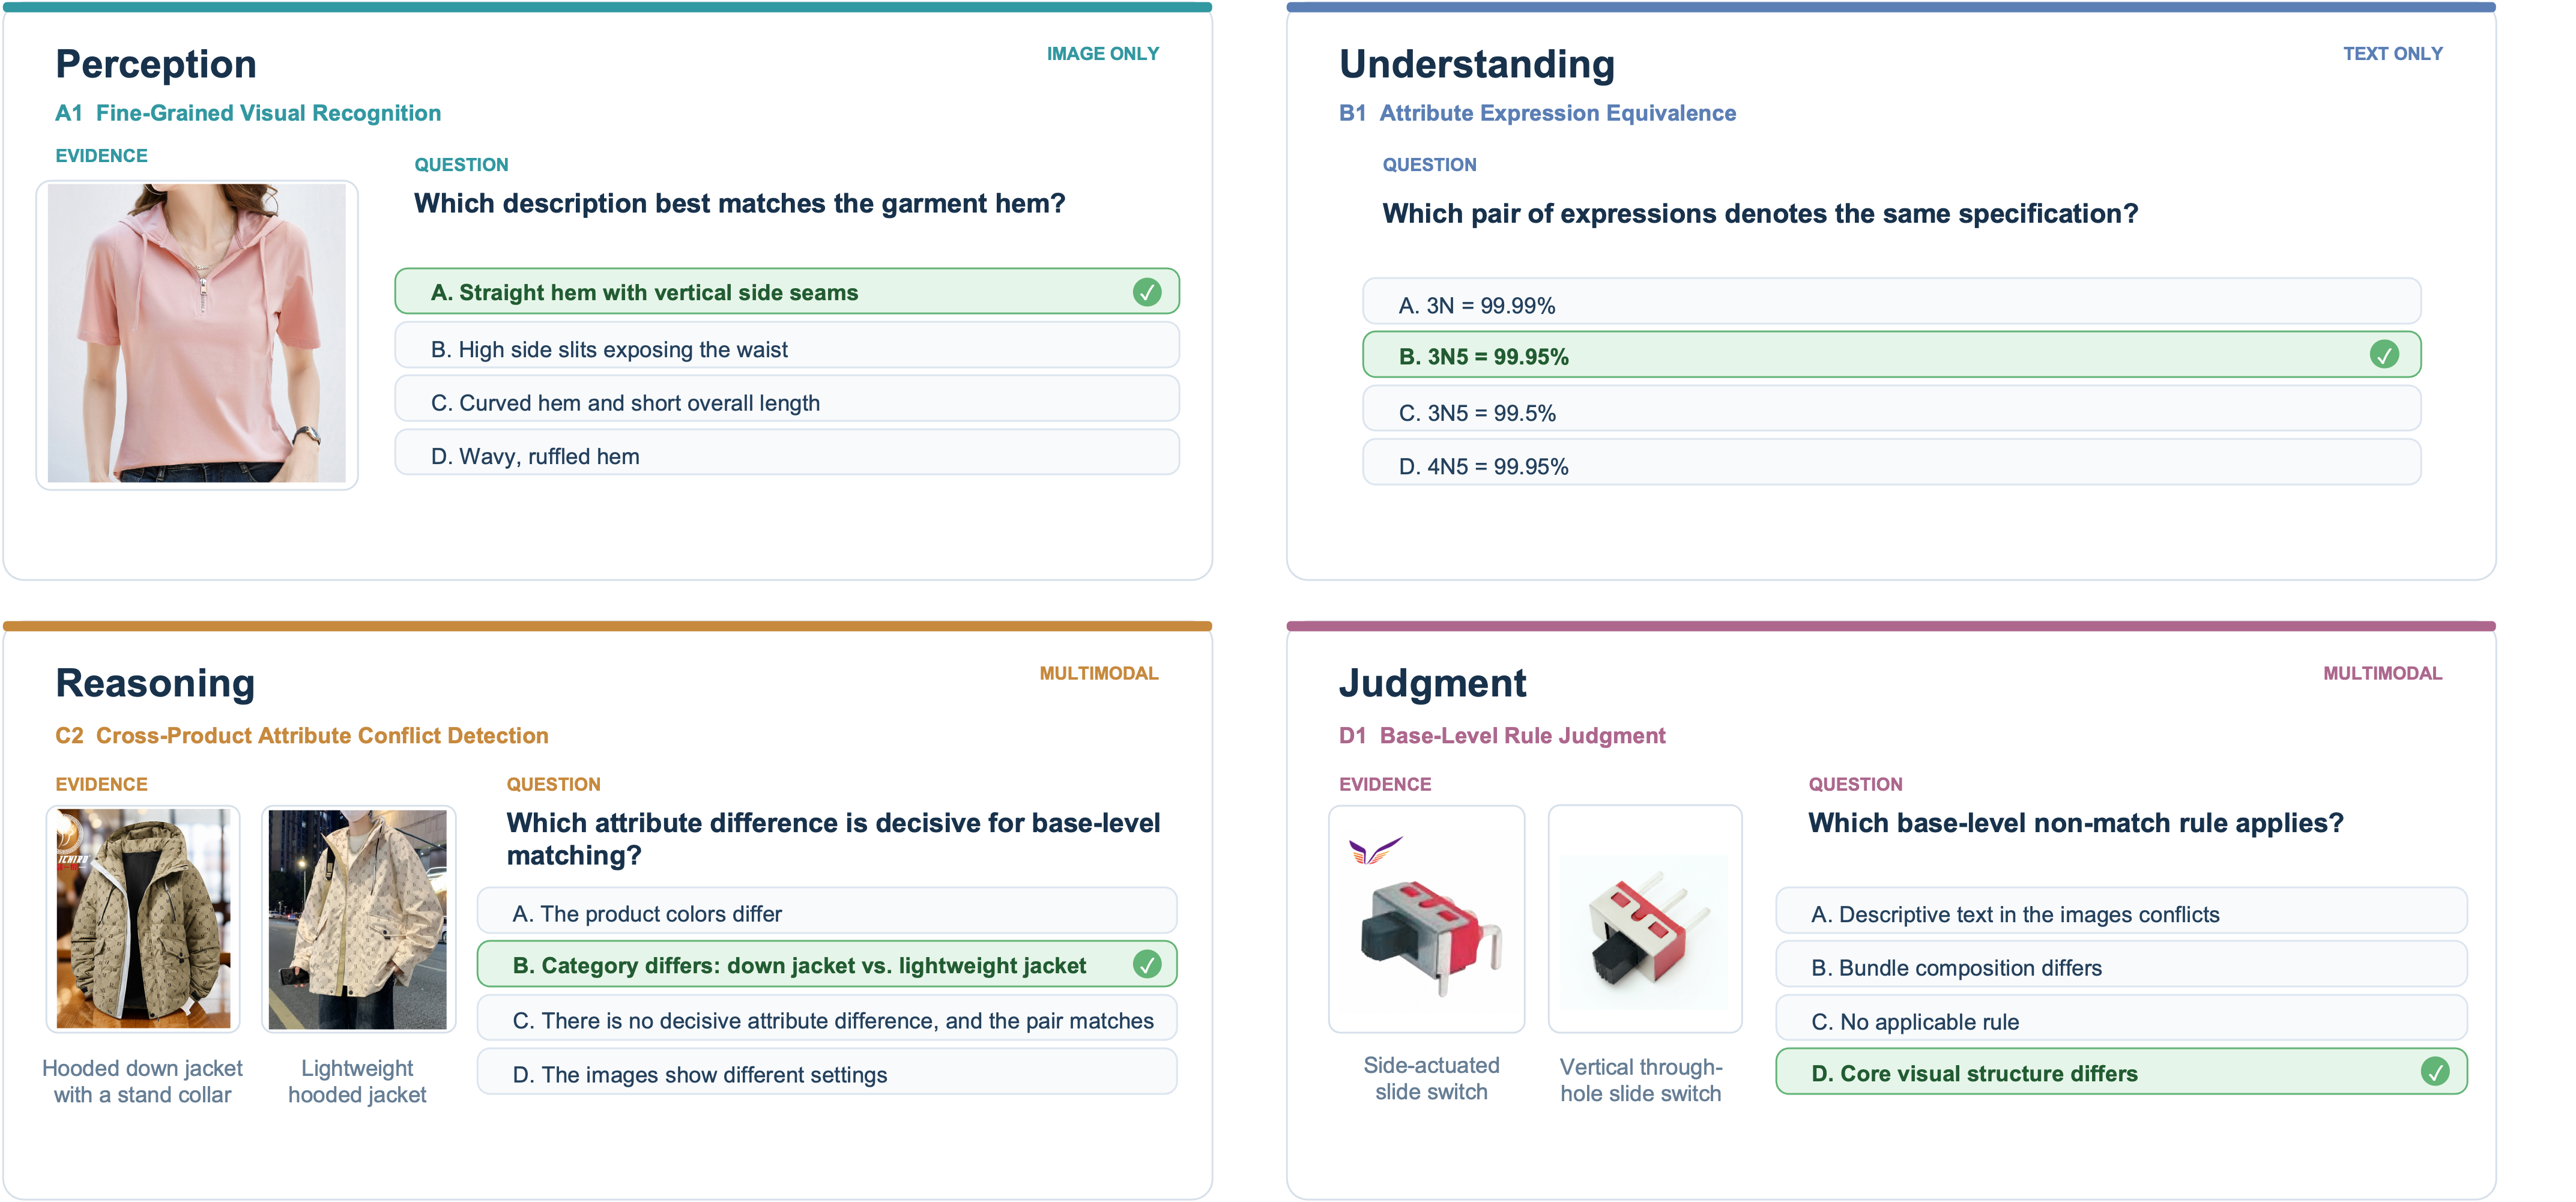 Perception
IMAGE ONLY
A1 Fine-Grained Visual Recognition
EVIDENCE
QUESTION
Which description best matches the garment hem?
A. Straight hem with vertical side seams
B. High side slits exposing the waist
C. Curved hem and short overall length
D. Wavy, ruffled hem
Understanding
TEXT ONLY
B1 Attribute Expression Equivalence
QUESTION
Which pair of expressions denotes the same specification?
A. 3N = 99.99%
B. 3N5 = 99.95%
C. 3N5 = 99.5%
D. 4N5 = 99.95%
Reasoning
MULTIMODAL
C2 Cross-Product Attribute Conflict Detection
EVIDENCE
ICHIRO
Hooded down jacket
with a stand collar
Lightweight
hooded jacket
QUESTION
Which attribute difference is decisive for base-level
matching?
A. The product colors differ
B. Category differs: down jacket vs. lightweight jacket
C. There is no decisive attribute difference, and the pair matches
D. The images show different settings
Judgment
MULTIMODAL
D1 Base-Level Rule Judgment
EVIDENCE
Side-actuated
slide switch
Vertical through-
hole slide switch
QUESTION
Which base-level non-match rule applies?
A. Descriptive text in the images conflicts
B. Bundle composition differs
C. No applicable rule
D. Core visual structure differs